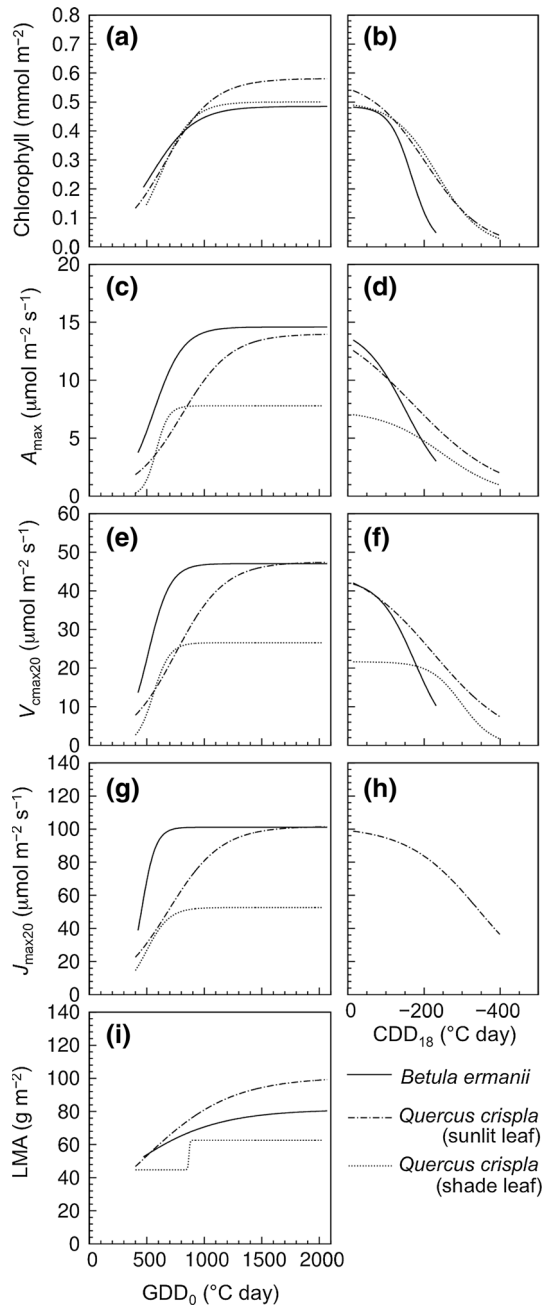 (a) (b)
0.8
0.7
0.6
0.5
0.4
0.3
0.2
0.1
0.0
Chlorophyll (mmol m−2)
(c) (d)
20
15
10
5
0
Amax (μmol m−2 s−1)
(e) (f)
60
50
40
30
20
10
0
Vcmax20 (μmol m−2 s−1)
(g) (h)
140
120
100
80
60
40
20
0
Jmax20 (μmol m−2 s−1)
0 −200 −400
CDD18 (°C day)
(i)
140
120
100
80
60
40
20
0
LMA (g m−2)
0 500 1000 1500 2000
GDD0 (°C day)
Betula ermanii
Quercus crispla
(sunlit leaf)
Quercus crispla
(shade leaf)